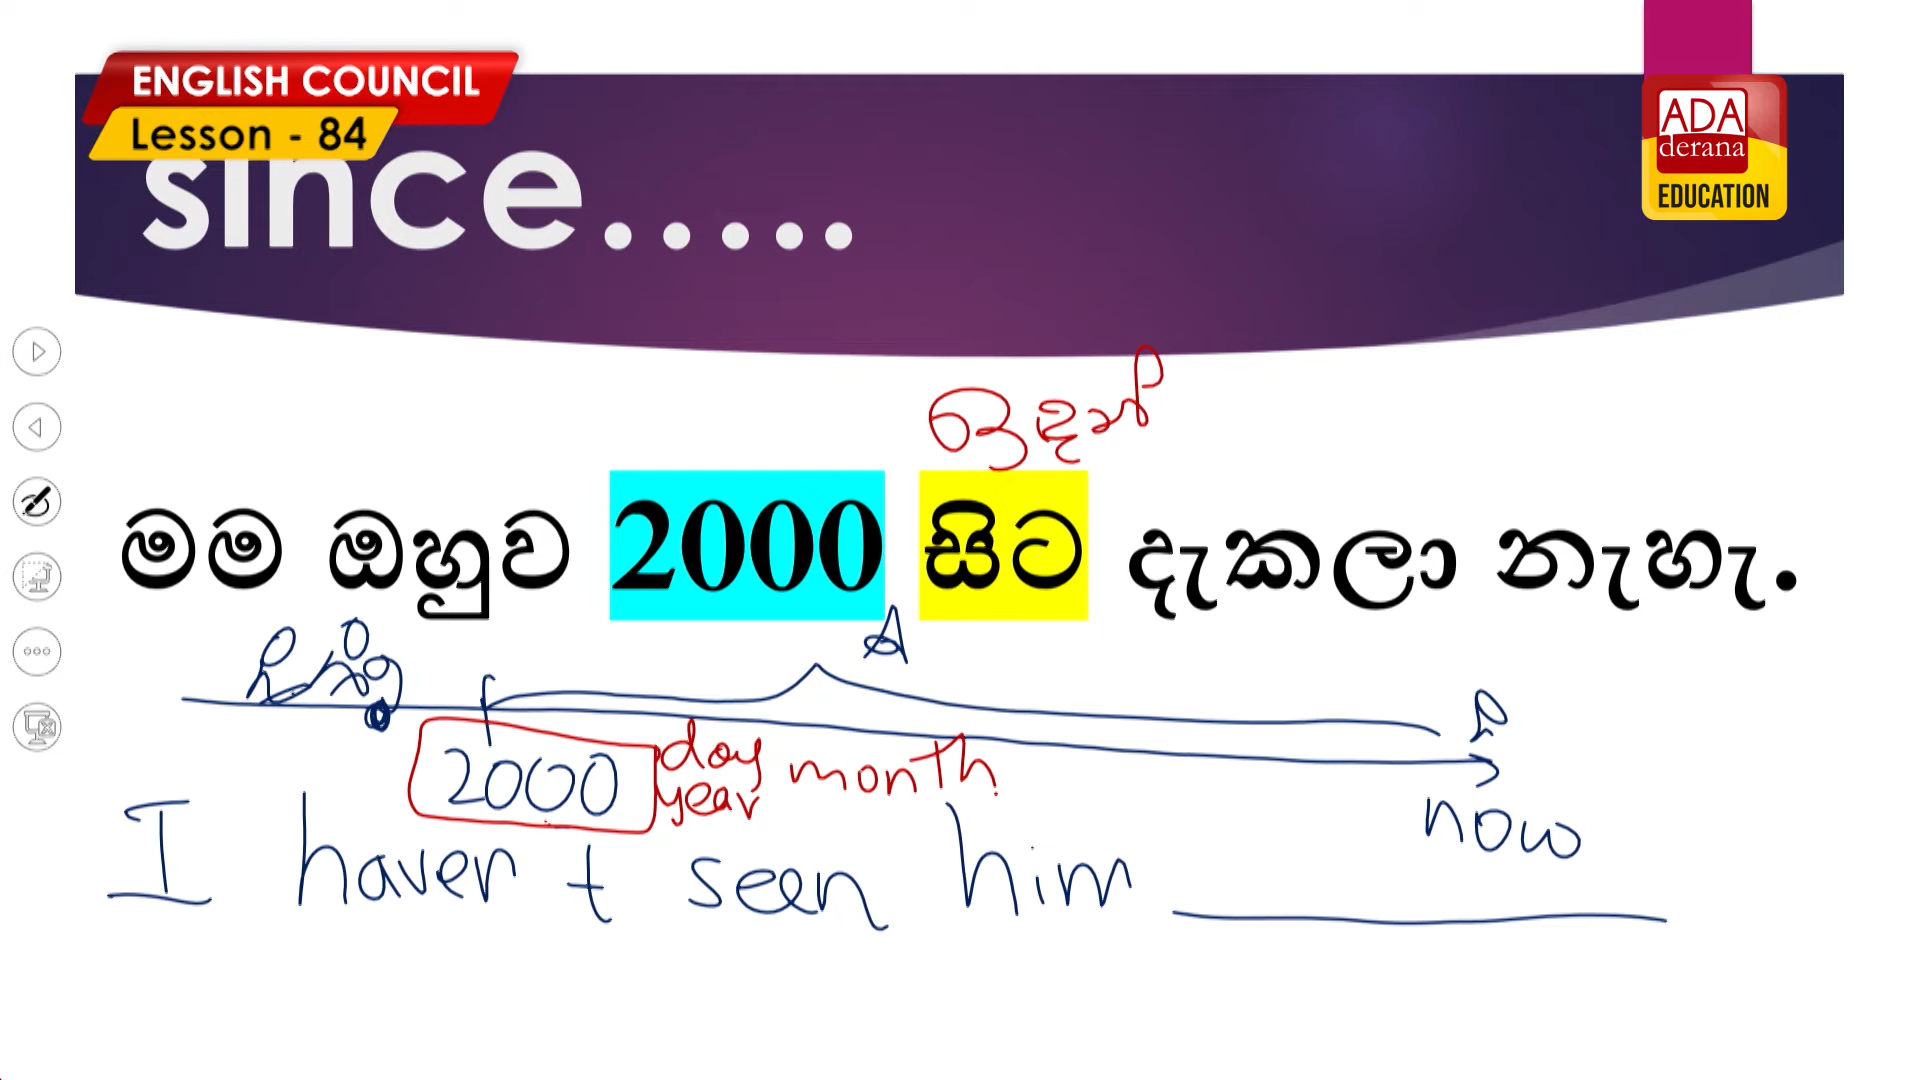 ENGLISH COUNCIL
Lesson - 84
ADA
derana
EDUCATION
since.....
ඉඳන්
මම ඔහුව 2000 සිට දැකලා නැහැ.
2000 day month
year
now
I haven t seen him